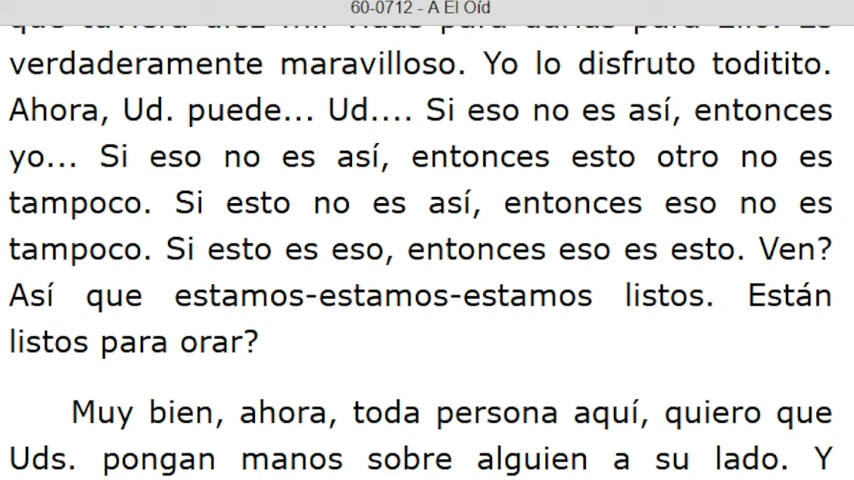 60-0712 - A El Oíd
verdaderamente maravilloso. Yo lo disfruto toditito.
Ahora, Ud. puede... Ud.... Si eso no es así, entonces
yo... Si eso no es así, entonces esto otro no es
tampoco. Si esto no es así, entonces eso no es
tampoco. Si esto es eso, entonces eso es esto. Ven?
Así que estamos-estamos-estamos listos. Están
listos para orar?
Muy bien, ahora, toda persona aquí, quiero que
Uds. pongan manos sobre alguien a su lado. Y